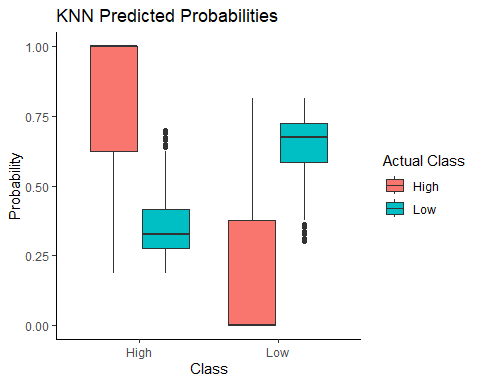 KNN Predicted Probabilities
1.00
0.75
0.50
0.25
0.00
Probability
High
Low
Class
Actual Class
High
Low